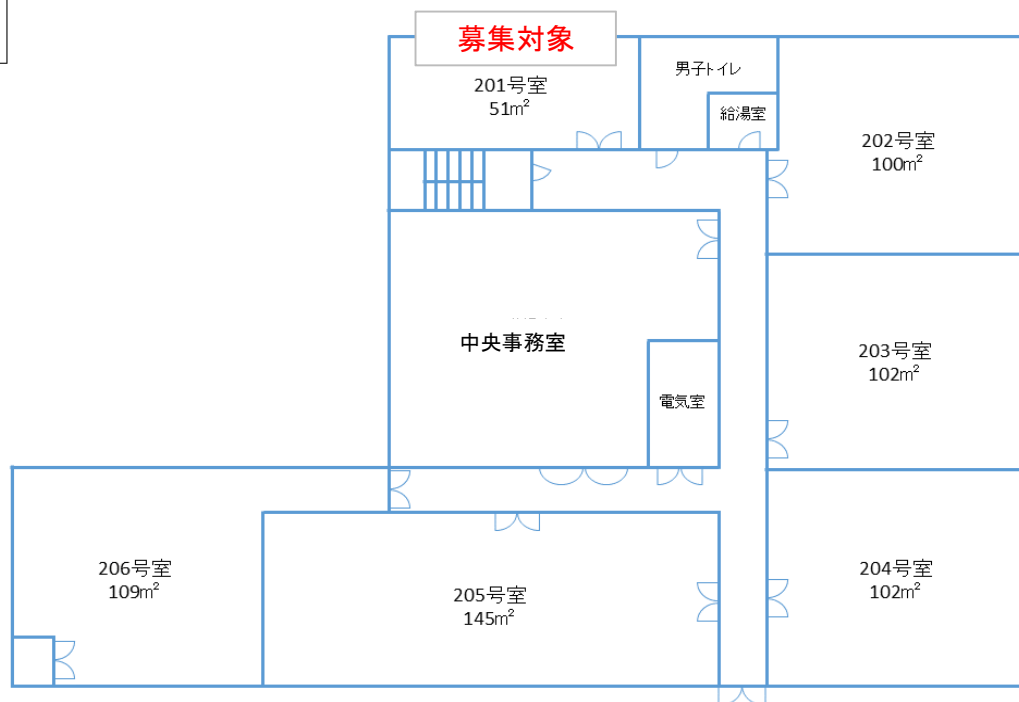 募集対象
201号室
51㎡
男子トイレ
給湯室
202号室
100㎡
中央事務室
203号室
102㎡
電気室
206号室
109㎡
205号室
145㎡
204号室
102㎡